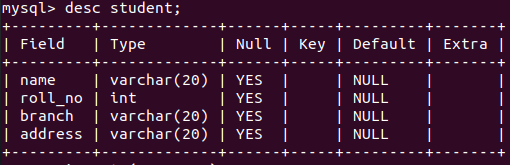 mysql> desc student;
+----------+-------------+------+-----+---------+-------+
| Field    | Type        | Null | Key | Default | Extra |
+----------+-------------+------+-----+---------+-------+
| name     | varchar(20) | YES  |     | NULL    |       |
| roll_no  | int         | YES  |     | NULL    |       |
| branch   | varchar(20) | YES  |     | NULL    |       |
| address  | varchar(20) | YES  |     | NULL    |       |
+----------+-------------+------+-----+---------+-------+